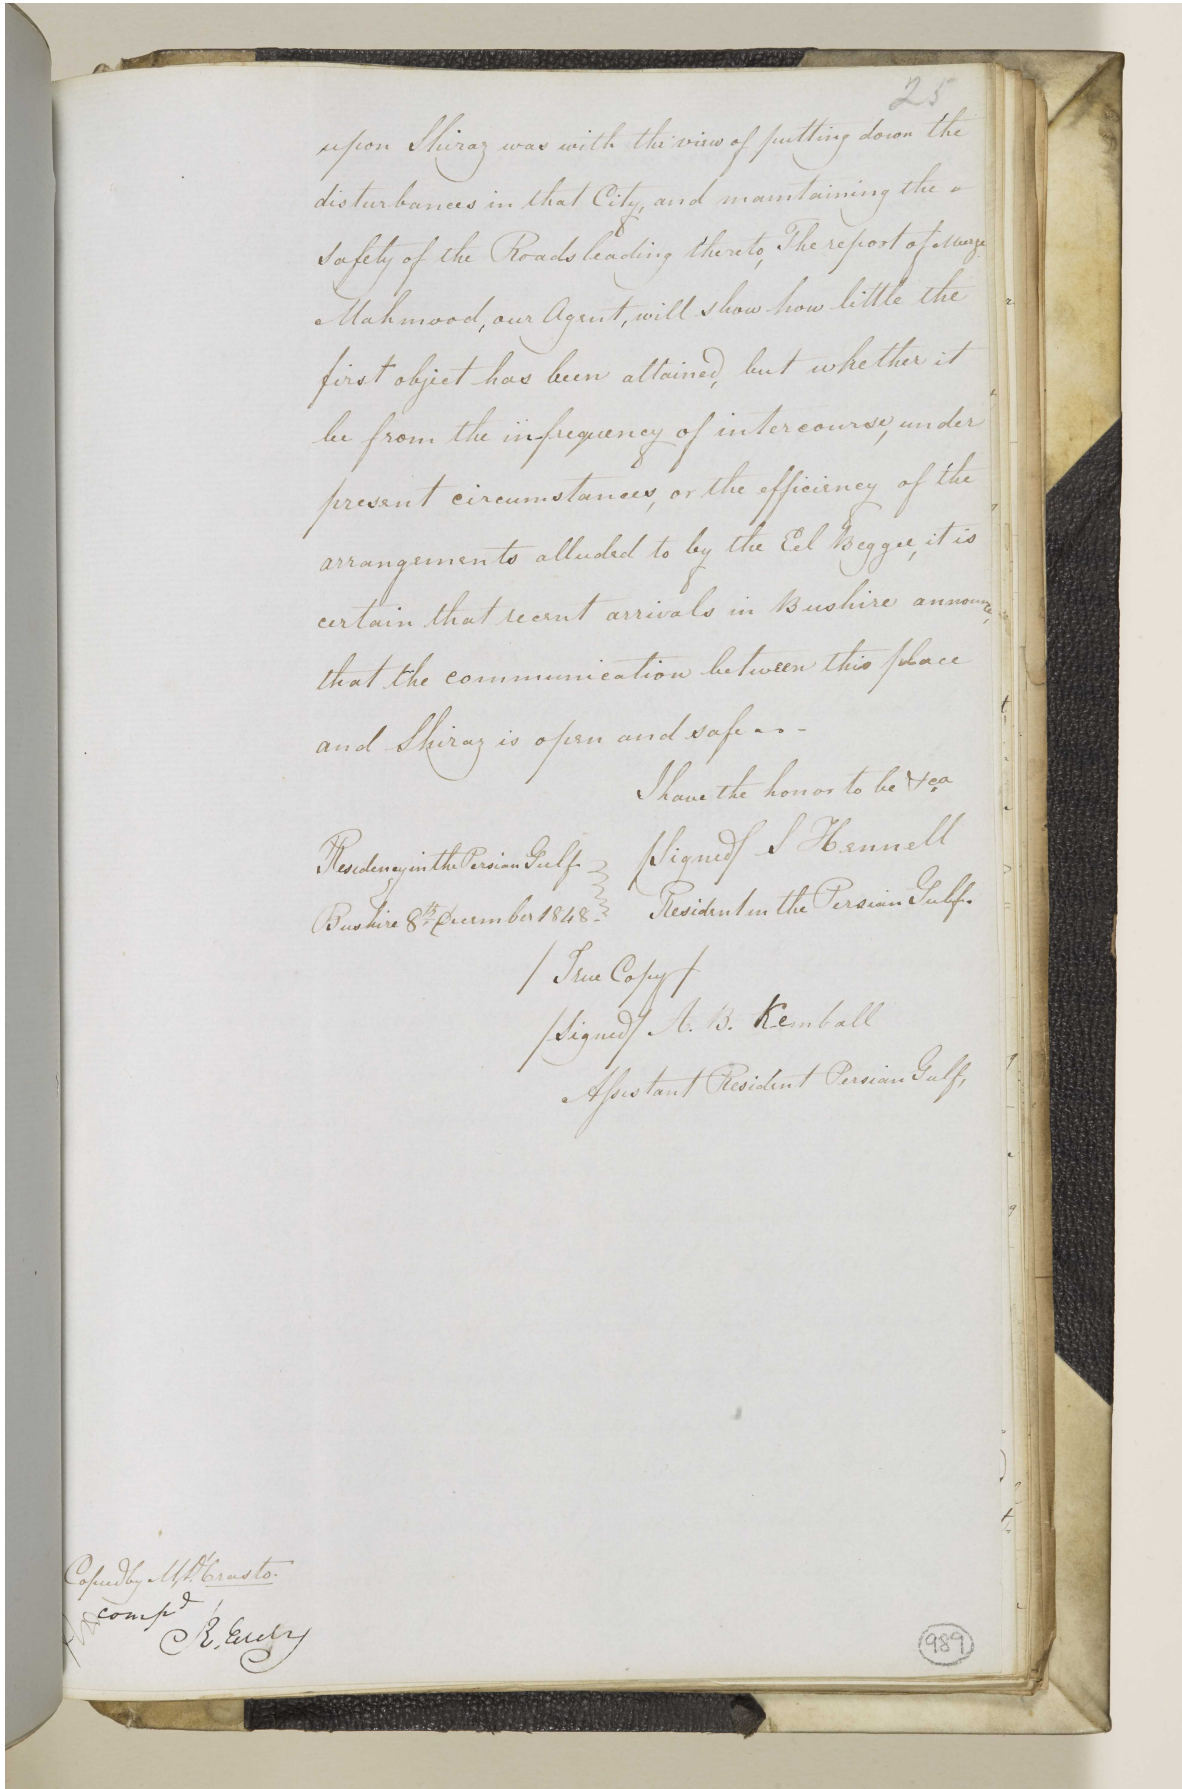 25
upon Shiraz was with the view of putting down the
disturbances in that City, and maintaining the -
safety of the Roads leading thereto, The report of Murza
Mahmood, our Agent, will show how little the
first object has been attained, but whether it
be from the infrequency of intercourse, under
present circumstances, or the efficiency of the
arrangements alluded to by the Eel Beggee, it is
certain that recent arrivals in Bushire announce,
that the communication between this place
and Shiraz is open and safe - . -
I have the honor to be &ca
/Signed/ S Hennell
Residency in the Persian Gulf
Resident in the Persian Gulf.
Bushire 8th December 1848.
/ True Copy /
/Signed/ A. B. Kemball
Assistant Resident Persian Gulf,
Copied by M, D'Crasto.
compd
989